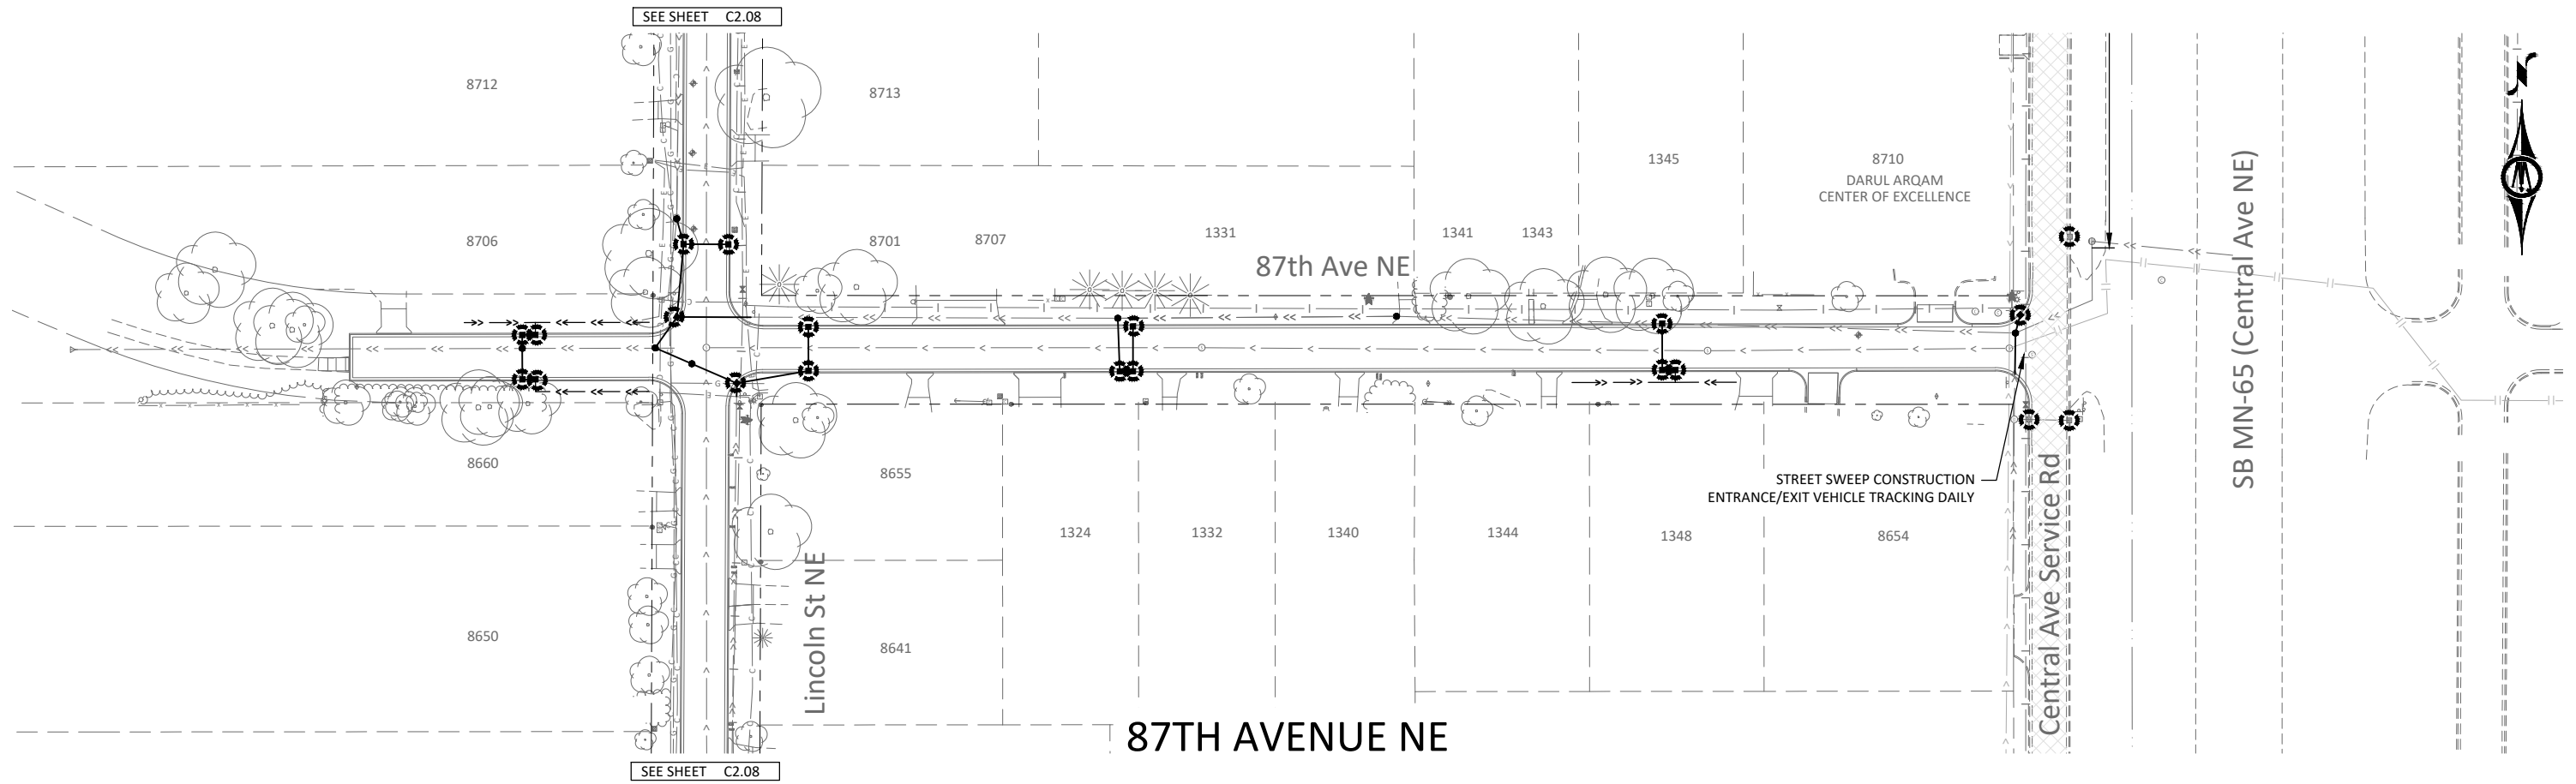 SEE SHEET C2.08
8712
8713
1345
8710
DARUL ARQAM
CENTER OF EXCELLENCE
8706
8701
8707
1331
1341
1343
87th Ave NE
SB MN-65 (Central Ave NE)
8660
8655
STREET SWEEP CONSTRUCTION
ENTRANCE/EXIT VEHICLE TRACKING DAILY
Central Ave Service Rd
1324
1332
1340
1344
1348
8654
Lincoln St NE
8650
8641
87TH AVENUE NE
SEE SHEET C2.08
N